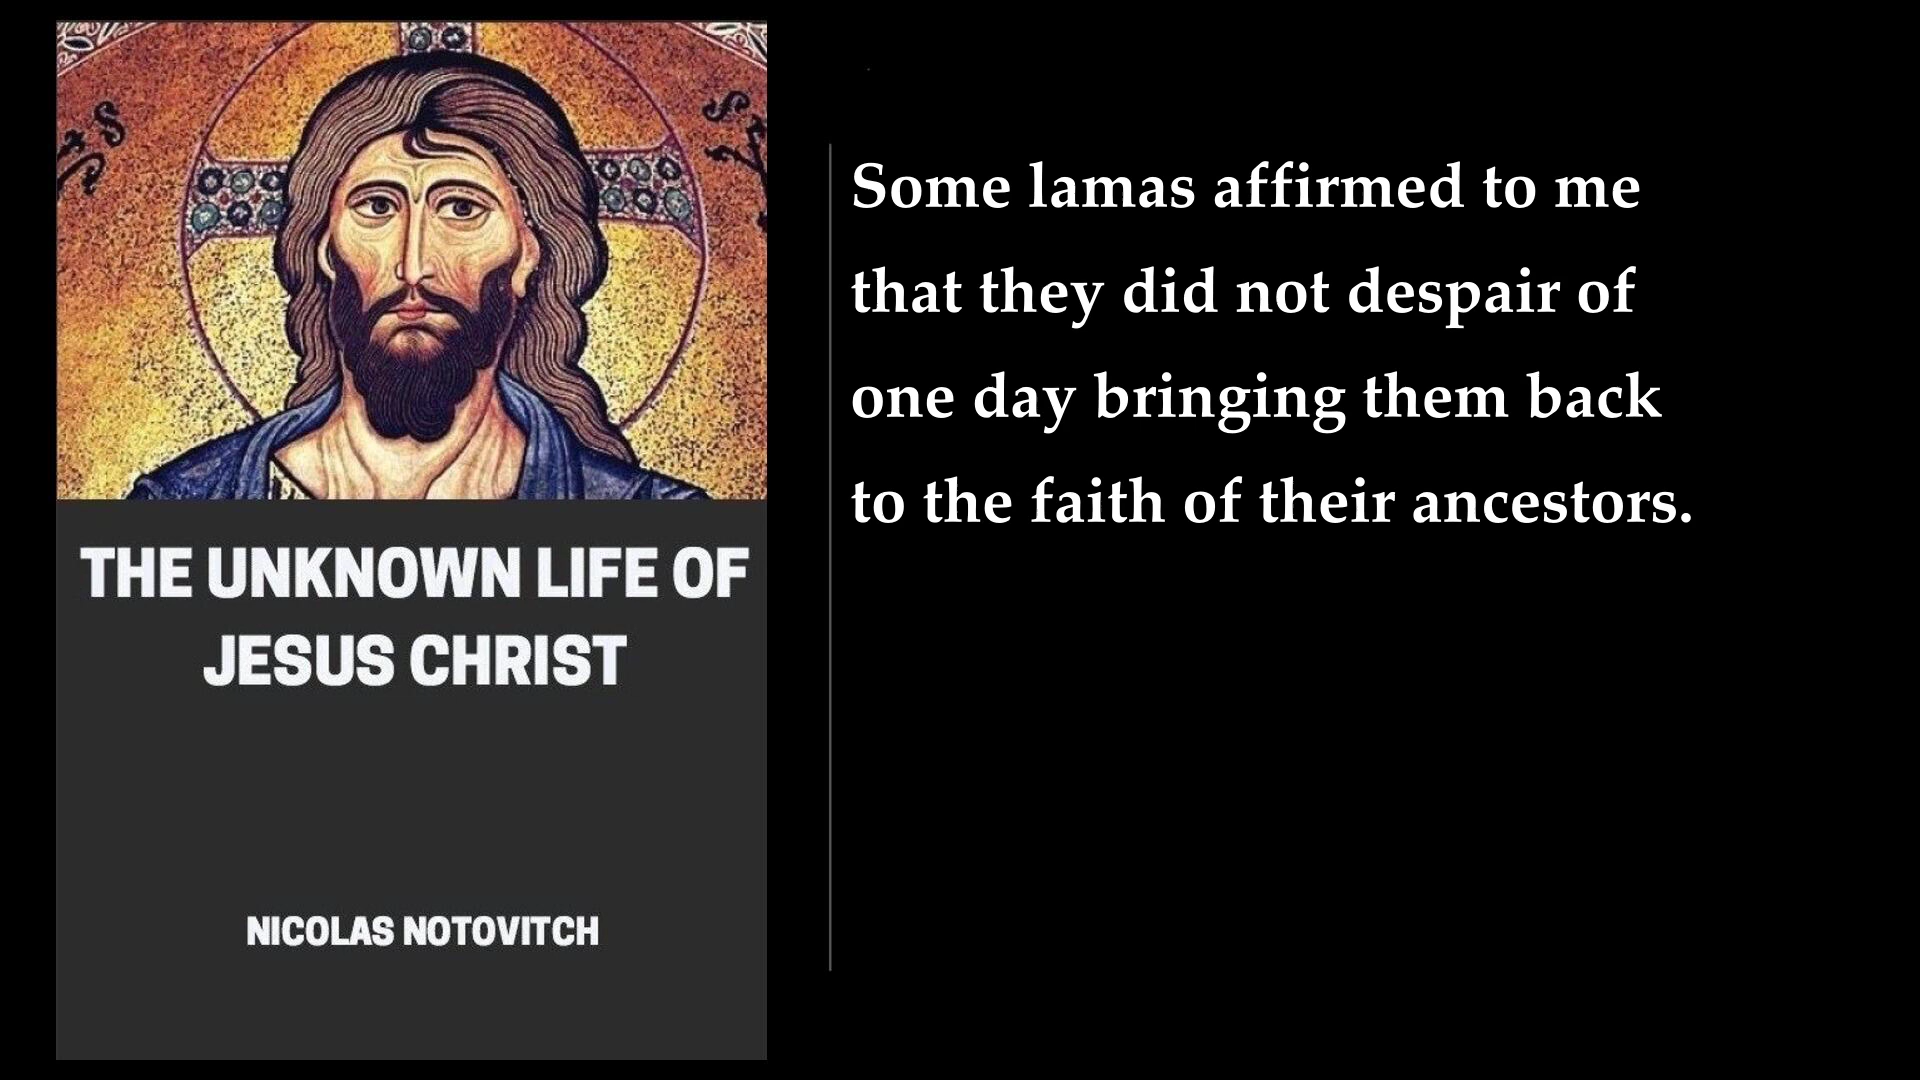 THE UNKNOWN LIFE OF
JESUS CHRIST
NICOLAS NOTOVITCH
Some lamas affirmed to me
that they did not despair of
one day bringing them back
to the faith of their ancestors.